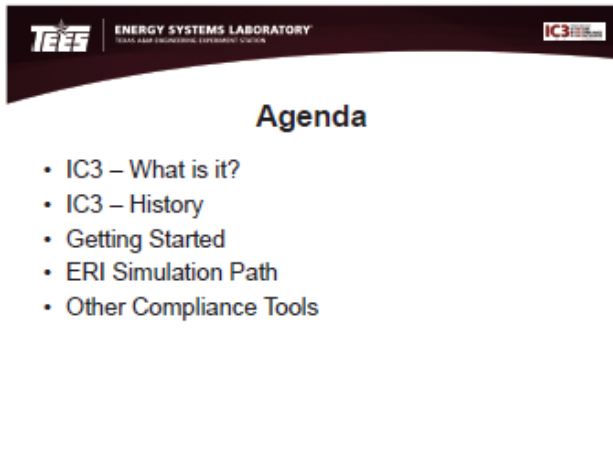 TEES
ENERGY SYSTEMS LABORATORY
TEXAS A&M ENGINEERING EXPERIMENT STATION
IC3
Agenda
• IC3 – What is it?
• IC3 – History
• Getting Started
• ERI Simulation Path
• Other Compliance Tools